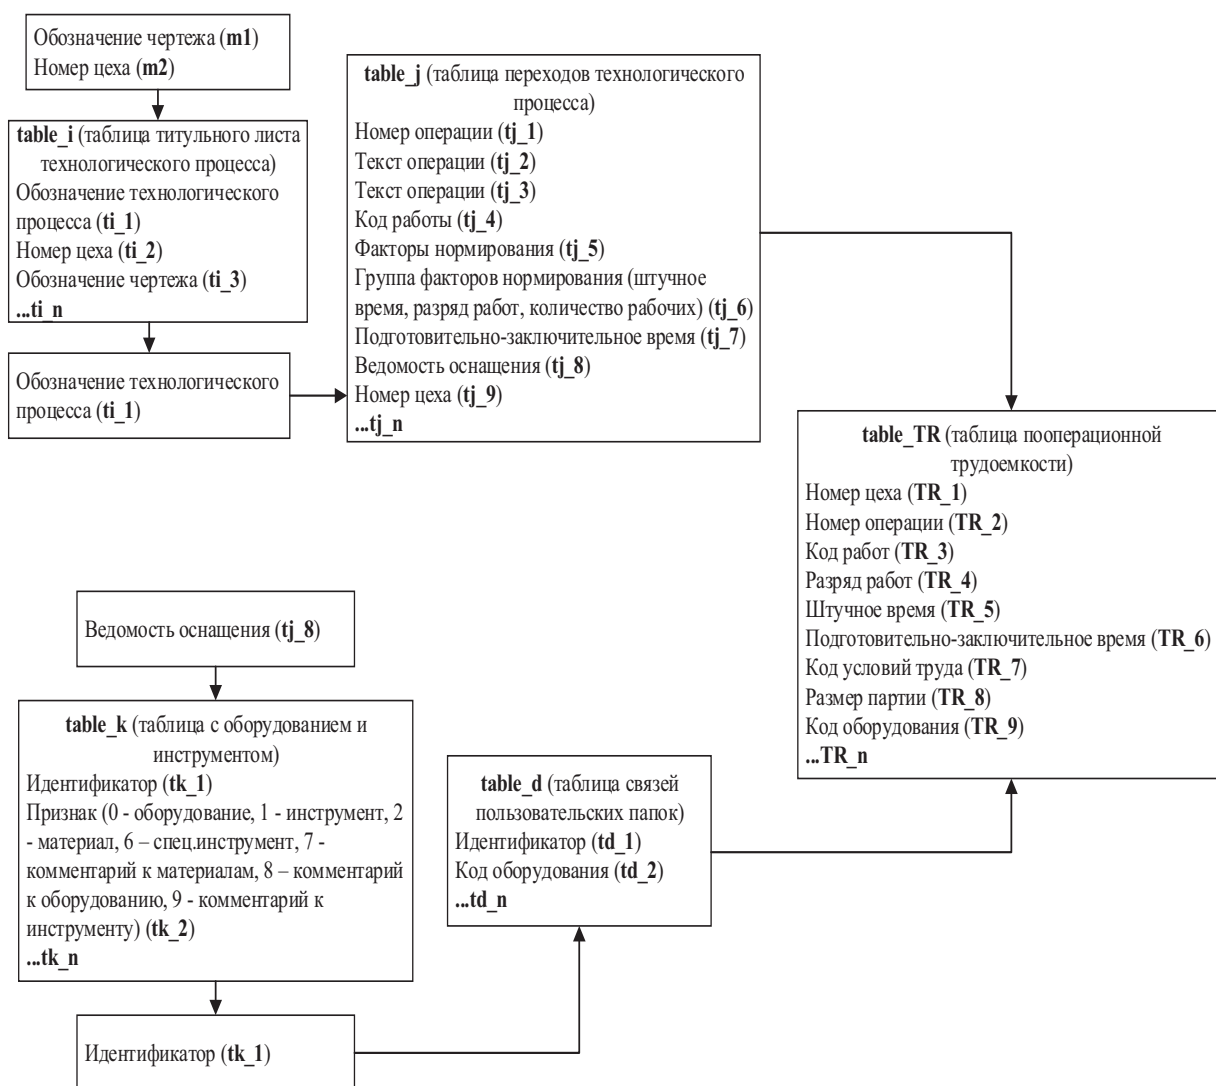 Обозначение чертежа (m1)
Номер цеха (m2)
table_i (таблица титульного листа
технологического процесса)
Обозначение технологического
процесса (ti_1)
Номер цеха (ti_2)
Обозначение чертежа (ti_3)
...ti_n
Обозначение технологического
процесса (ti_1)
table_j (таблица переходов технологического
процесса)
Номер операции (tj_1)
Текст операции (tj_2)
Текст операции (tj_3)
Код работы (tj_4)
Факторы нормирования (tj_5)
Группа факторов нормирования (штучное
время, разряд работ, количество рабочих) (tj_6)
Подготовительно-заключительное время (tj_7)
Ведомость оснащения (tj_8)
Номер цеха (tj_9)
...tj_n
table_TR (таблица пооперационной
трудоемкости)
Номер цеха (TR_1)
Номер операции (TR_2)
Код работ (TR_3)
Разряд работ (TR_4)
Штучное время (TR_5)
Подготовительно-заключительное время (TR_6)
Код условий труда (TR_7)
Размер партии (TR_8)
Код оборудования (TR_9)
...TR_n
Ведомость оснащения (tj_8)
table_k (таблица с оборудованием и
инструментом)
Идентификатор (tk_1)
Признак (0 - оборудование, 1 - инструмент, 2
- материал, 6 – спец.инструмент, 7 -
комментарий к материалам, 8 – комментарий
к оборудованию, 9 - комментарий к
инструменту) (tk_2)
...tk_n
Идентификатор (tk_1)
table_d (таблица связей
пользовательских папок)
Идентификатор (td_1)
Код оборудования (td_2)
...td_n